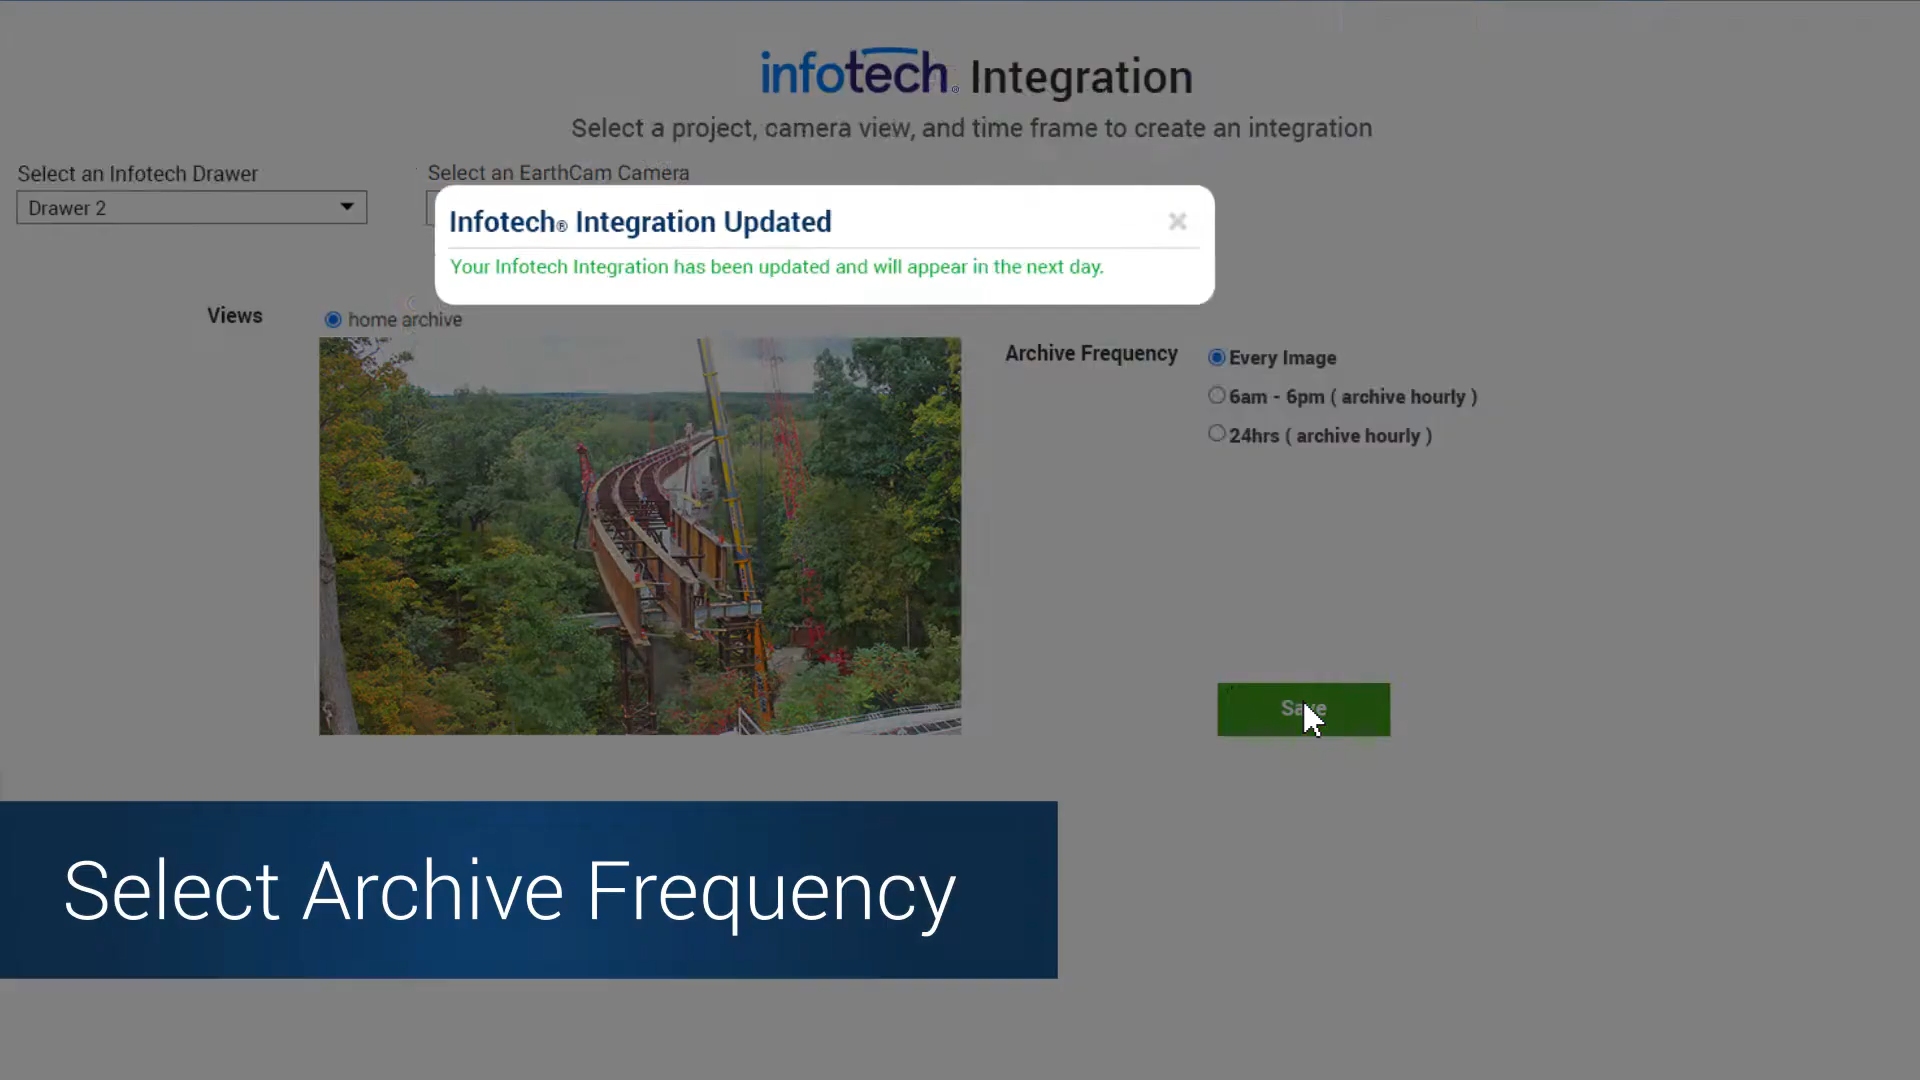 infotech® Integration
Select a project, camera view, and time frame to create an integration
Select an Infotech Drawer
Select an EarthCam Camera
Drawer 2
Infotech® Integration Updated
Your Infotech Integration has been updated and will appear in the next day.
Views
home archive
Archive Frequency
Every Image
6am - 6pm ( archive hourly )
24hrs ( archive hourly )
Save
Select Archive Frequency